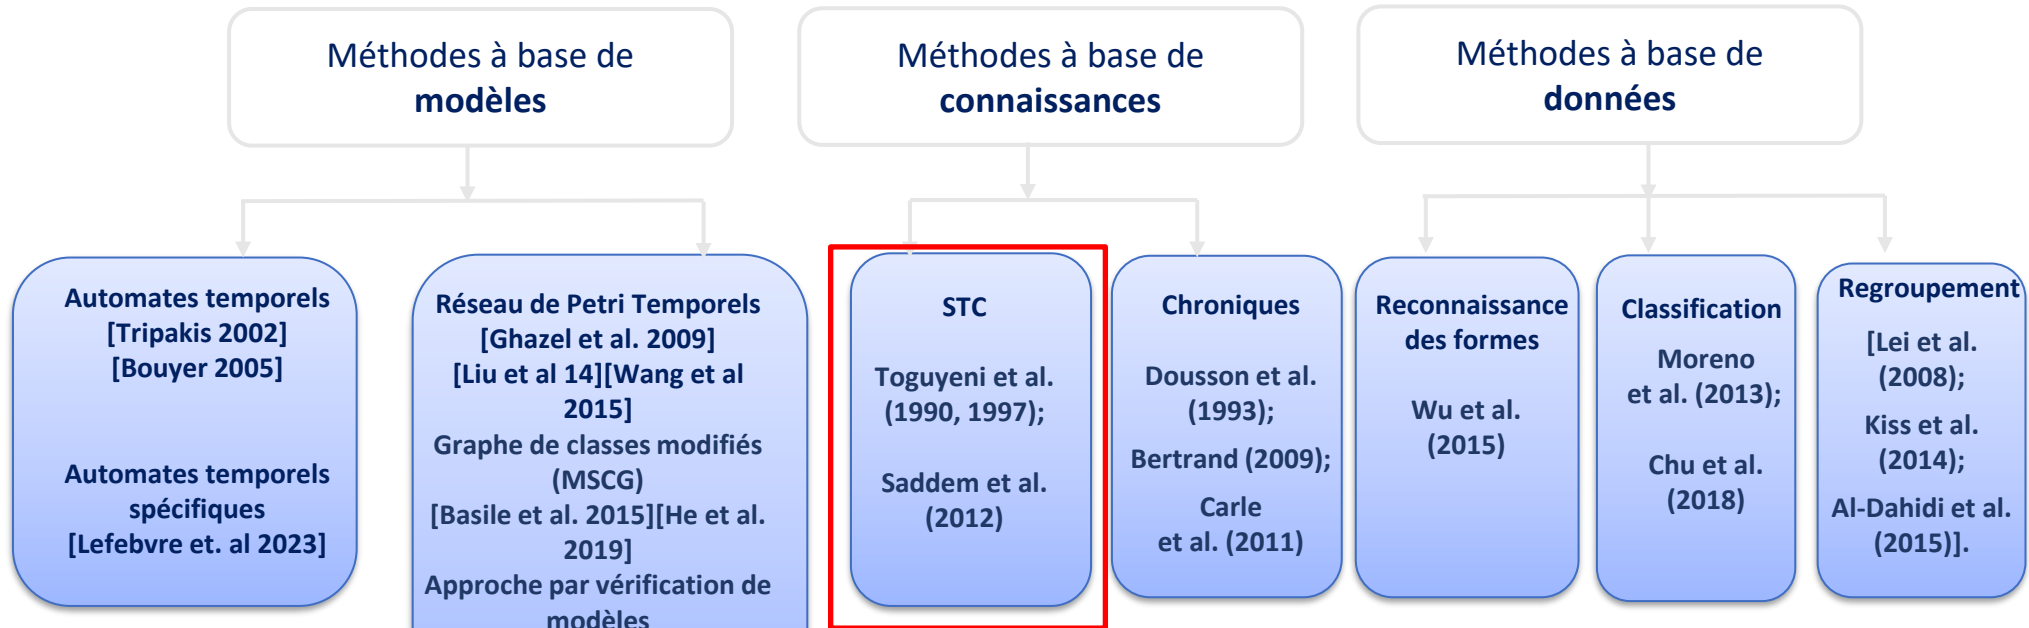 Méthodes à base de
modèles
Méthodes à base de
connaissances
Méthodes à base de
données
Automates temporels
[Tripakis 2002]
[Bouyer 2005]
Automates temporels
spécifiques
[Lefebvre et. al 2023]
Réseau de Petri Temporels
[Ghazel et al. 2009]
[Liu et al 14][Wang et al
2015]
Graphe de classes modifiés
(MSCG)
[Basile et al. 2015][He et al.
2019]
Approche par vérification de
modèles
STC
Toguyeni et al.
(1990, 1997);
Saddem et al.
(2012)
Chroniques
Dousson et al.
(1993);
Bertrand (2009);
Carle
et al. (2011)
Reconnaissance
des formes
Wu et al.
(2015)
Classification
Moreno
et al. (2013);
Chu et al.
(2018)
Regroupement
[Lei et al.
(2008);
Kiss et al.
(2014);
Al-Dahidi et al.
(2015)].